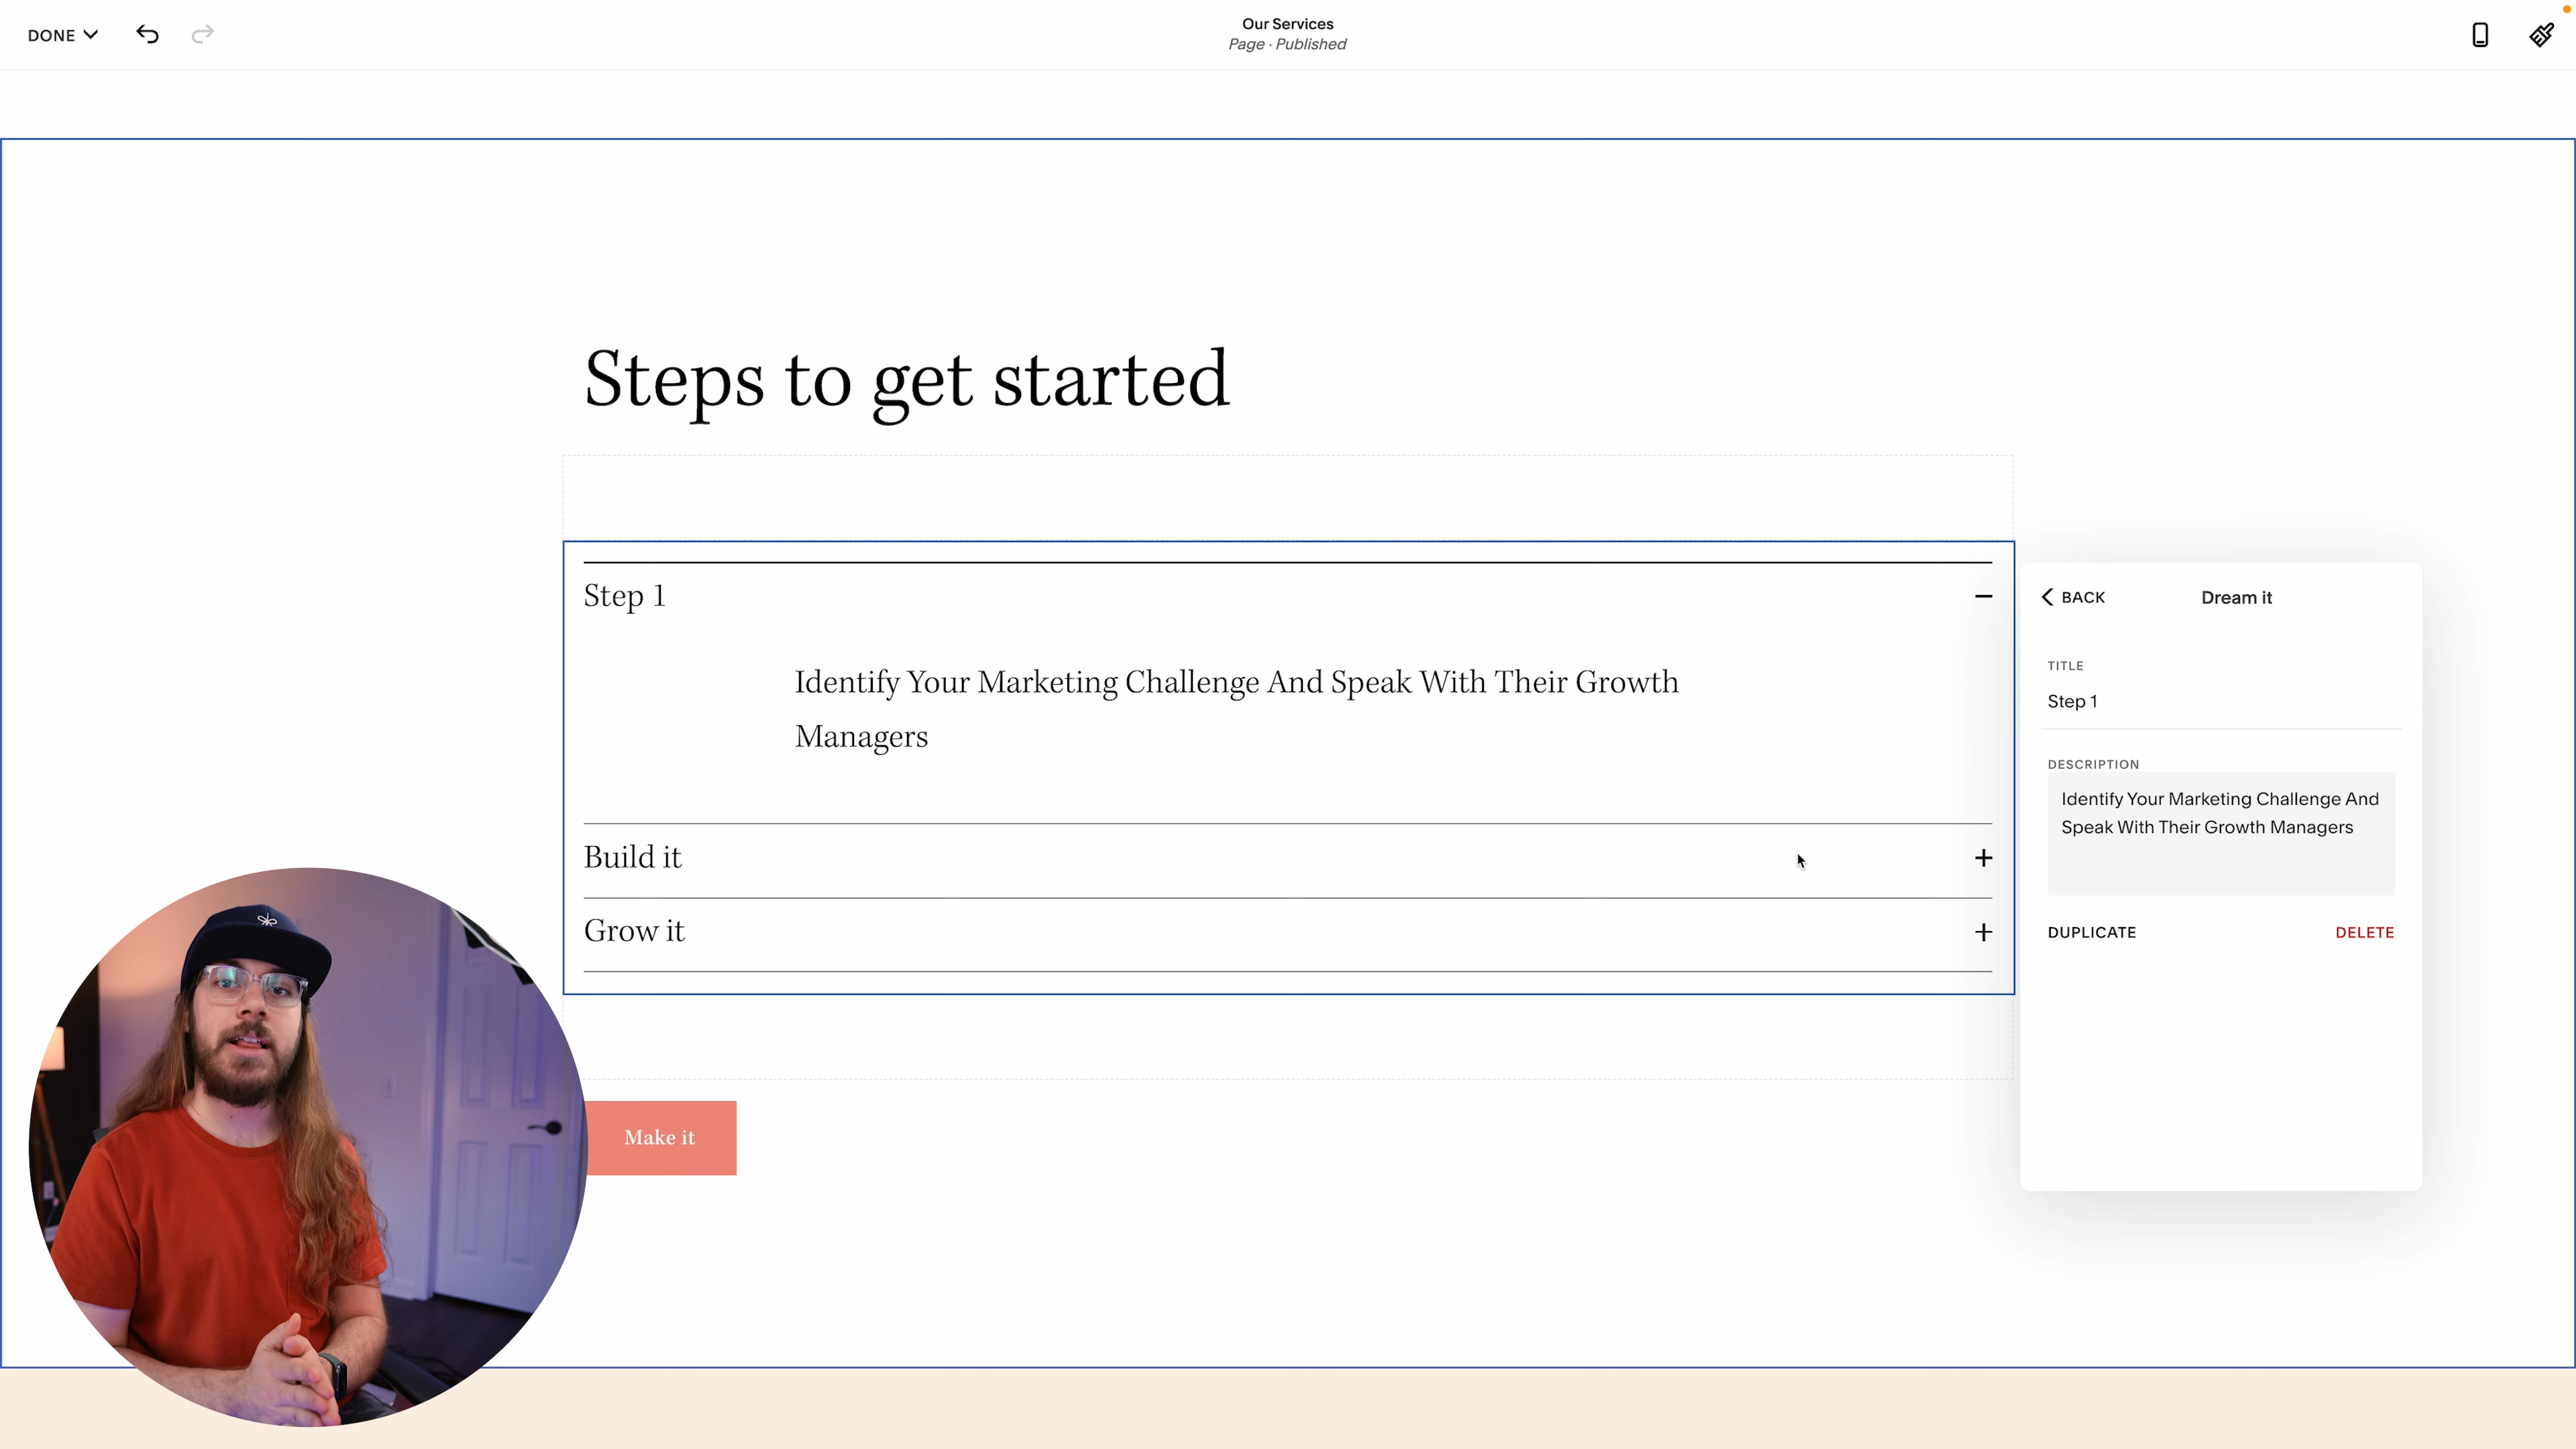 DONE
Our Services
Page · Published
Steps to get started
Step 1
Identify Your Marketing Challenge And Speak With Their Growth
Managers
Build it
Grow it
Make it
BACK
Dream it
TITLE
Step 1
DESCRIPTION
Identify Your Marketing Challenge And
Speak With Their Growth Managers
DUPLICATE
DELETE